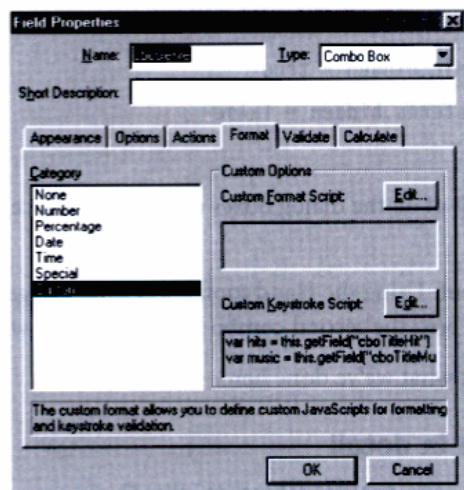 Field Properties
Name:
Type: Combo Box
Short Description:
Appearance Options Actions Format Validate Calculate
Category
None
Number
Percentage
Date
Time
Special
Custom Options
Custom Format Script: Edit...
Custom Keystroke Script: Edit...
var hits = this.getField("cboTitleHit")
var music = this.getField("cboTitleMu
The custom format allows you to define custom JavaScripts for formatting
and keystroke validation.
OK Cancel